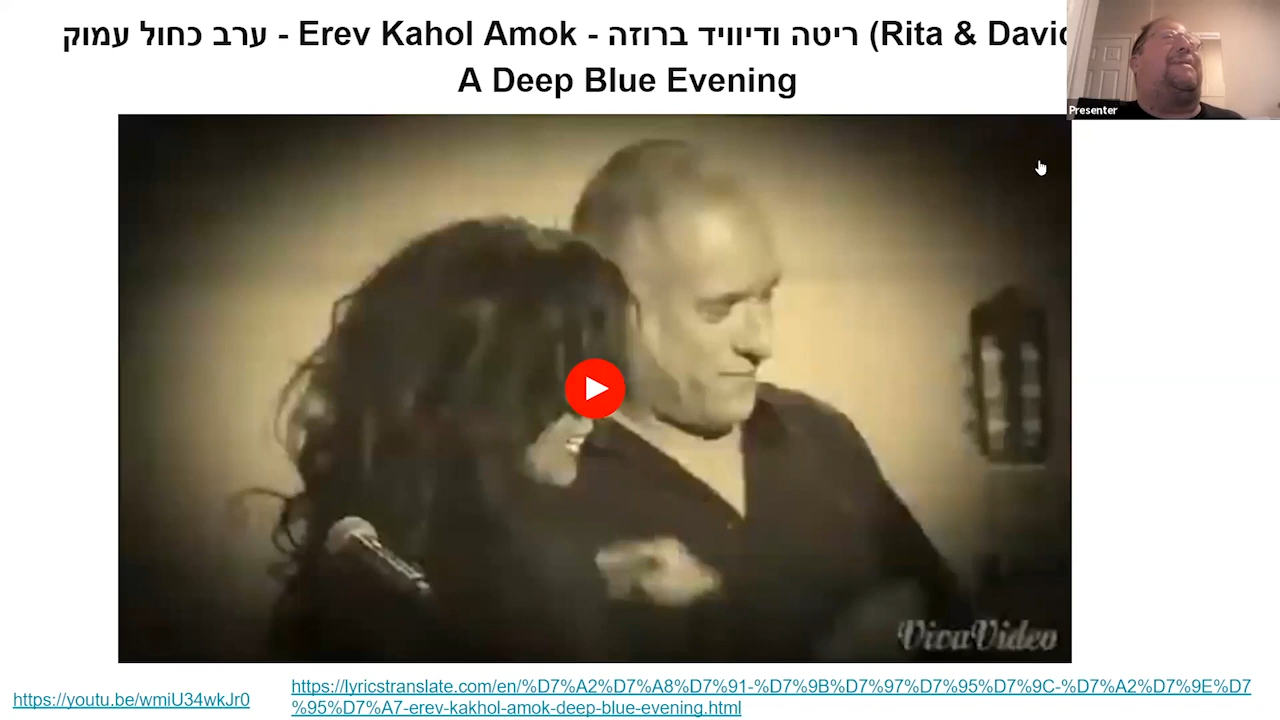 ערב כחול עמוק - Erev Kahol Amok - ריטה ודיוויד ברוזה (Rita & David
A Deep Blue Evening
Presenter
VivaVideo
https://youtu.be/wmiU34wkJr0
https://lyricstranslate.com/en/%D7%A2%D7%A8%D7%91-%D7%9B%D7%97%D7%95%D7%9C-%D7%A2%D7%9E%D7
%95%D7%A7-erev-kakhol-amok-deep-blue-evening.html